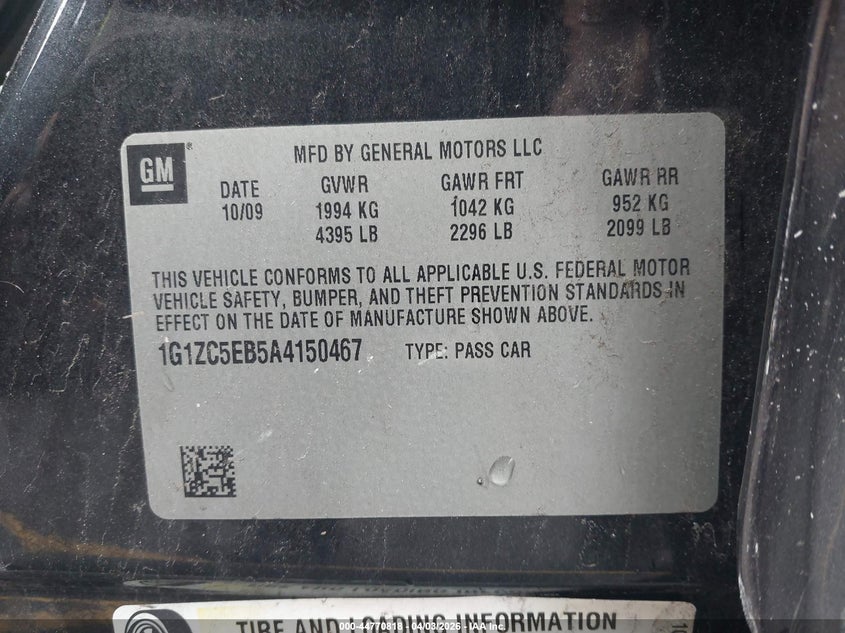 GM
MFD BY GENERAL MOTORS LLC
DATE GVWR GAWR FRT GAWR RR
10/09 1994 KG 1042 KG 952 KG
4395 LB 2296 LB 2099 LB
THIS VEHICLE CONFORMS TO ALL APPLICABLE U.S. FEDERAL MOTOR
VEHICLE SAFETY, BUMPER, AND THEFT PREVENTION STANDARDS IN
EFFECT ON THE DATE OF MANUFACTURE SHOWN ABOVE.
1G1ZC5EB5A4150467 TYPE: PASS CAR
TIRE AND LOADING INFORMATION
000-44770818 - 04/03/2026 - IAA Inc.